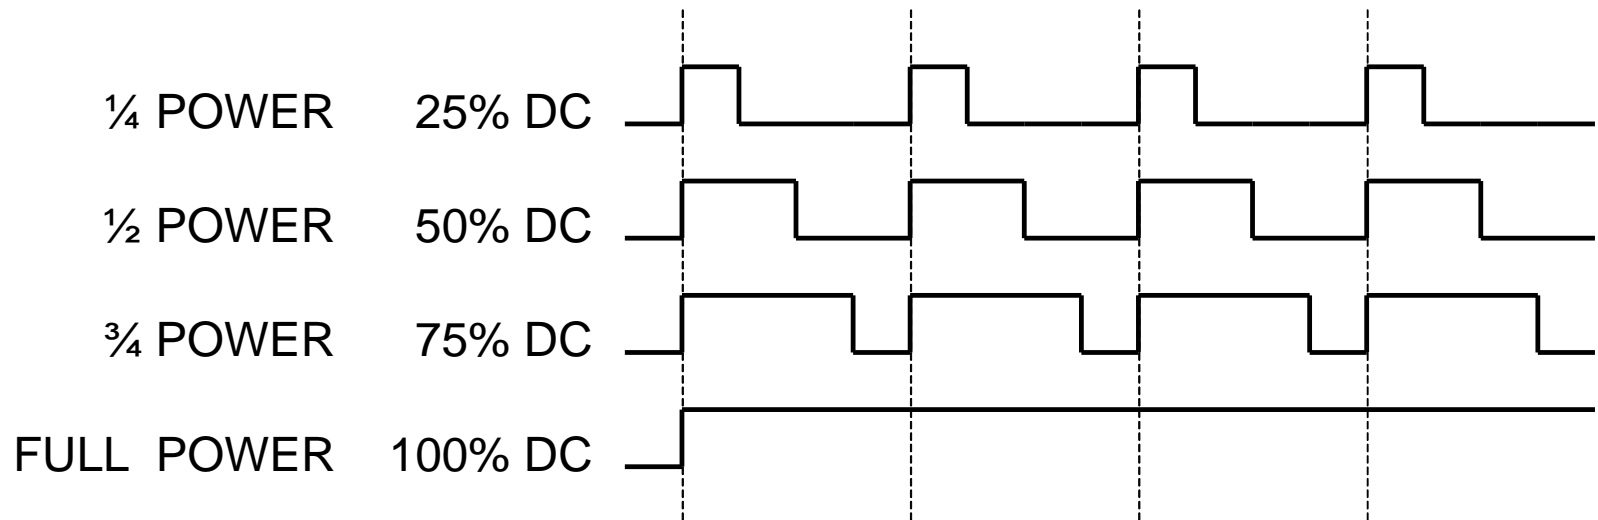 ¼ POWER 25% DC
½ POWER 50% DC
¾ POWER 75% DC
FULL POWER 100% DC